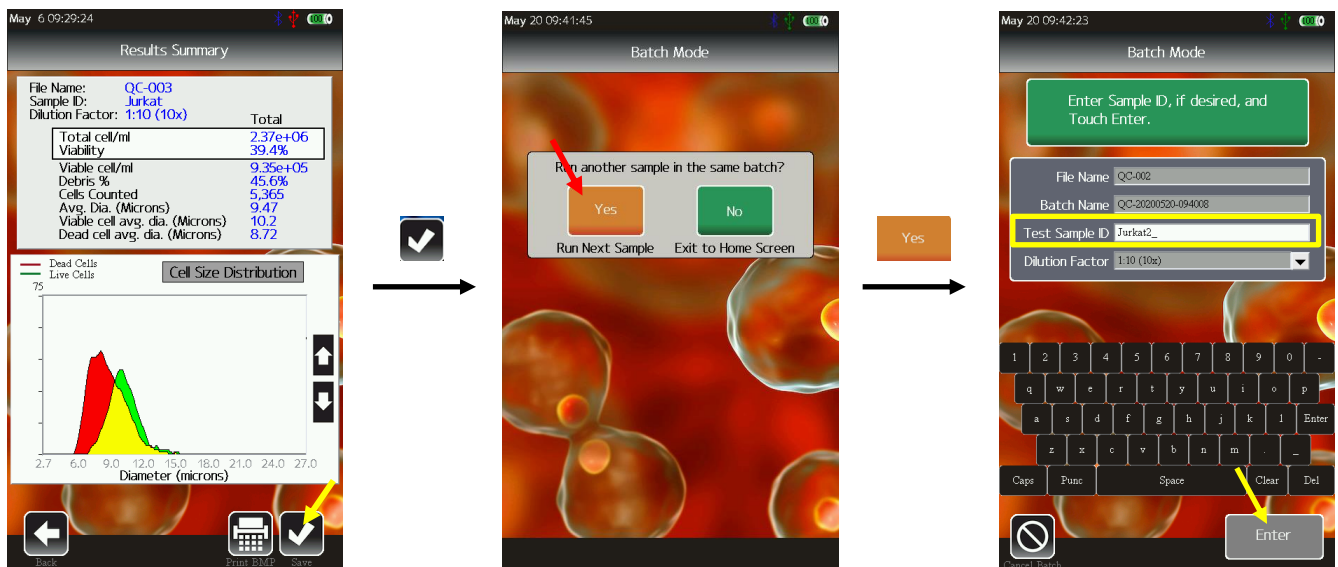 May  6 09:29:24
Results Summary
File Name: QC-003
Sample ID: Jurkat
Dilution Factor: 1:10 (10x) Total
Total cell/ml 2.37e+06
Viability 39.4%
Viable cell/ml 9.35e+05
Debris % 45.6%
Cells Counted 5,365
Avg. Dia. (Microns) 9.47
Viable cell avg. dia. (Microns) 10.2
Dead cell avg. dia. (Microns) 8.72
Dead Cells
Live Cells
Cell Size Distribution
75
2.7 6.0 9.0 12.0 15.0 18.0 21.0 24.0 27.0
Diameter (microns)
Back
Print BMP
Save
May 20 09:41:45
Batch Mode
Run another sample in the same batch?
Yes
No
Run Next Sample
Exit to Home Screen
Yes
May 20 09:42:23
Batch Mode
Enter Sample ID, if desired, and
Touch Enter.
File Name QC-002
Batch Name QC-20200520-094008
Test Sample ID Jurkat2_
Dilution Factor 1:10 (10x)
1 2 3 4 5 6 7 8 9 0 -
q w e r t y u i o p
a s d f g h j k l Enter
z x c v b n m . _
Caps Punc Space Clear Del
Enter
Cancel Batch